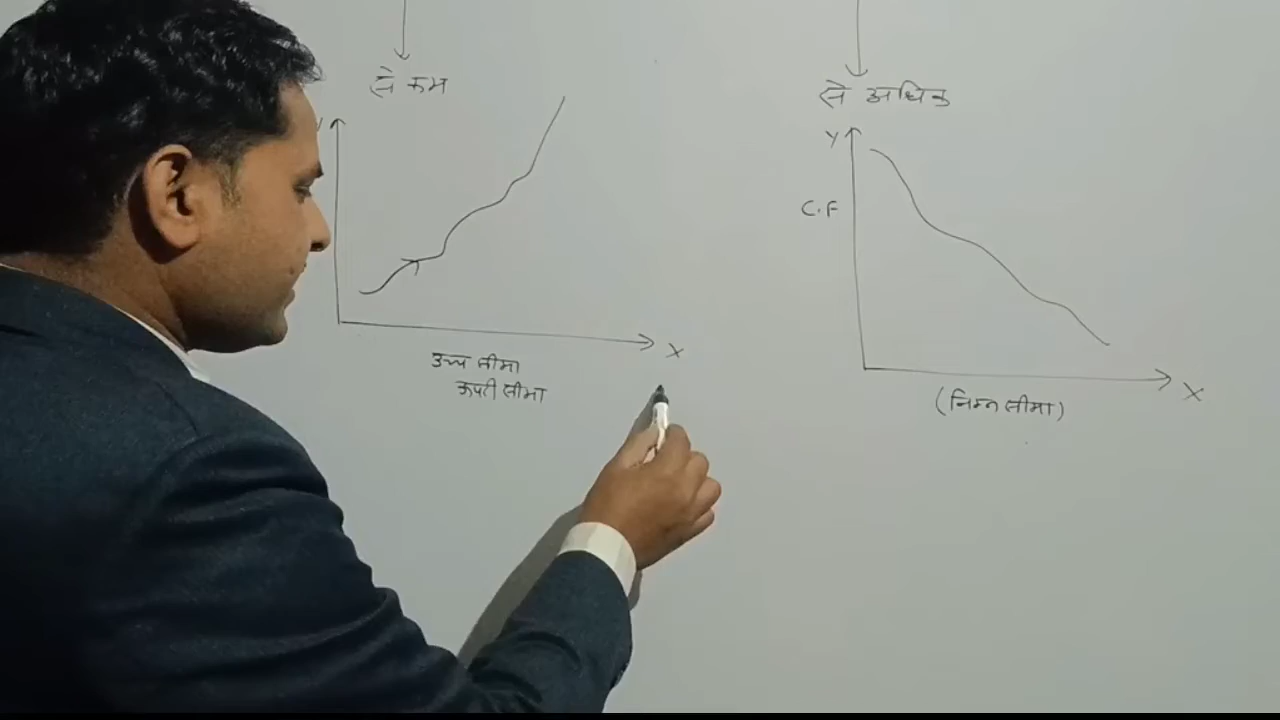 से कम
से अधिक
Y
C.F
X
उच्च सीमा
ऊपरी सीमा
X
(निम्न सीमा)